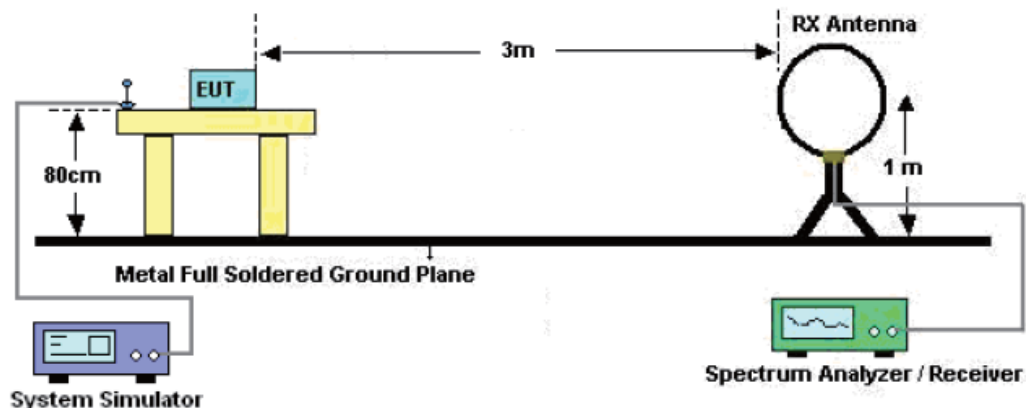 RX Antenna
3m
EUT
80cm
1 m
Metal Full Soldered Ground Plane
System Simulator
Spectrum Analyzer / Receiver